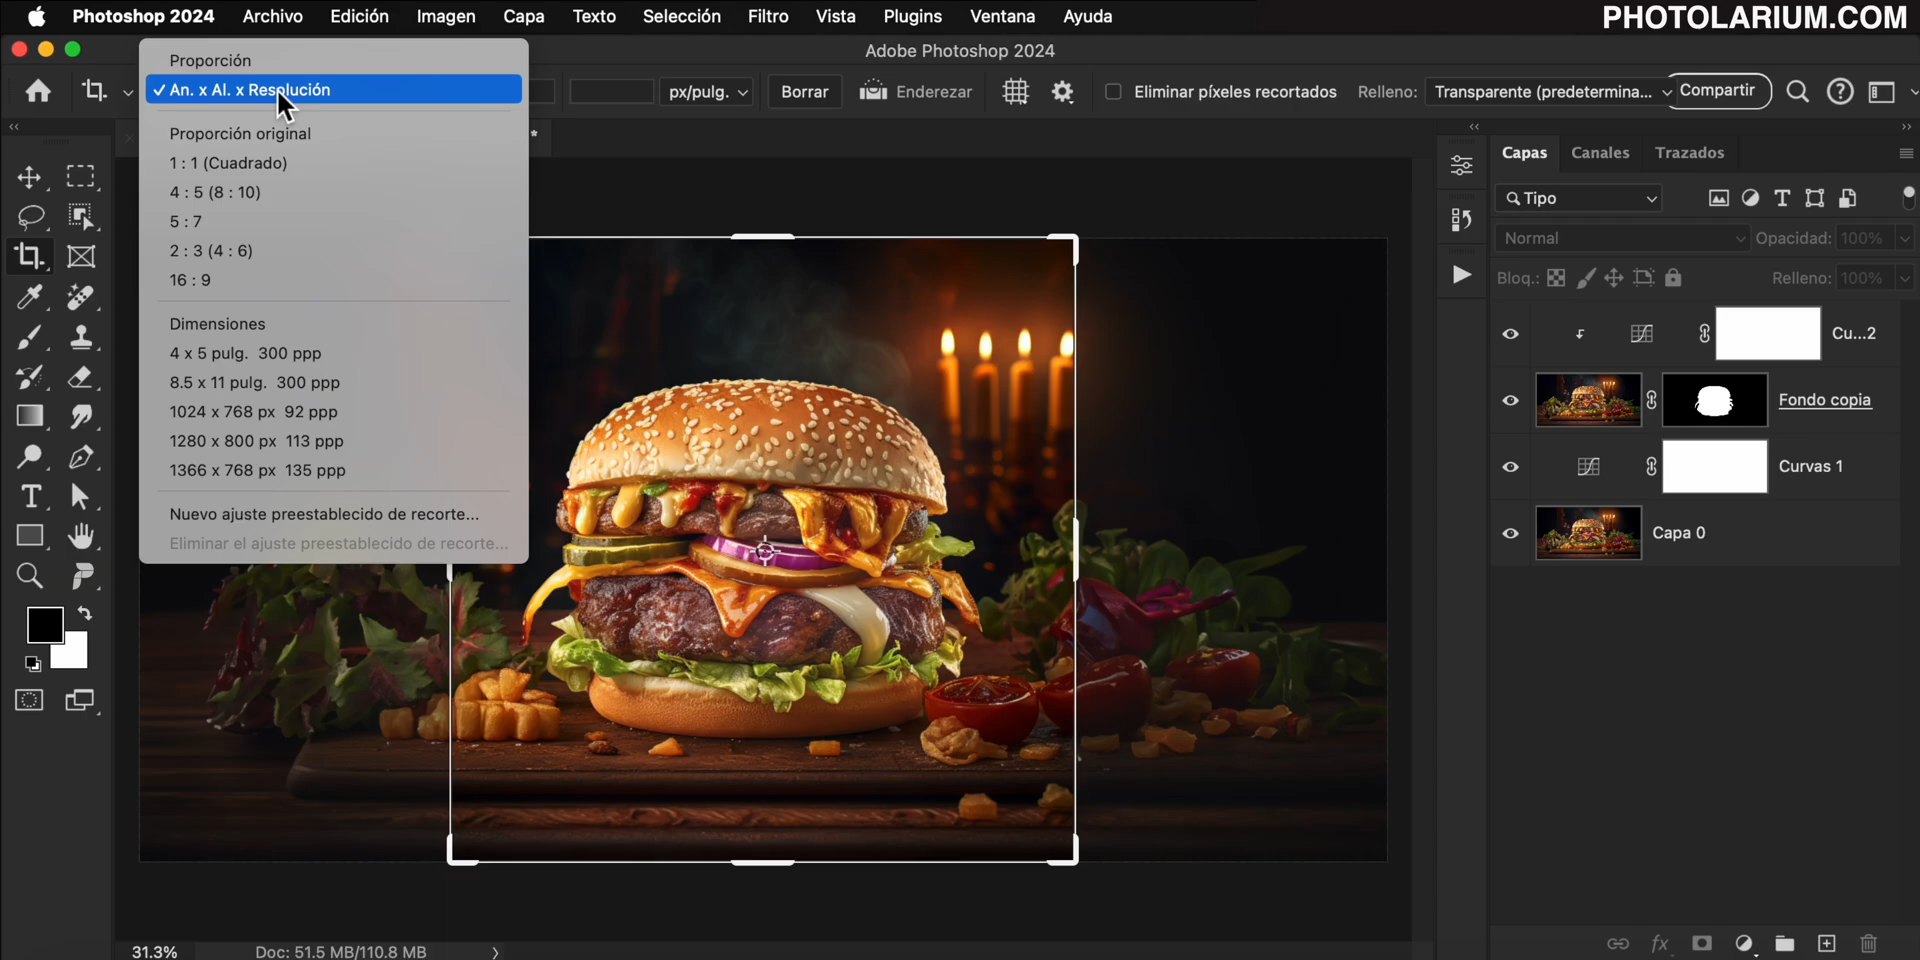 Photoshop 2024 Archivo Edición Imagen Capa Texto Selección Filtro Vista Plugins Ventana Ayuda
PHOTOLARIUM.COM
Adobe Photoshop 2024
Proporción
✓ An. x Al. x Resolución
px/pulg. Borrar Enderezar Eliminar píxeles recortados Relleno: Transparente (predetermina... Compartir
*
Proporción original
1 : 1 (Cuadrado)
4 : 5 (8 : 10)
5 : 7
2 : 3 (4 : 6)
16 : 9
Dimensiones
4 x 5 pulg. 300 ppp
8.5 x 11 pulg. 300 ppp
1024 x 768 px 92 ppp
1280 x 800 px 113 ppp
1366 x 768 px 135 ppp
Nuevo ajuste preestablecido de recorte...
Eliminar el ajuste preestablecido de recorte...
Capas Canales Trazados
Tipo
Normal Opacidad: 100%
Bloq.: Relleno: 100%
Cu...2
Fondo copia
Curvas 1
Capa 0
fx
31.3% Doc: 51.5 MB/110.8 MB